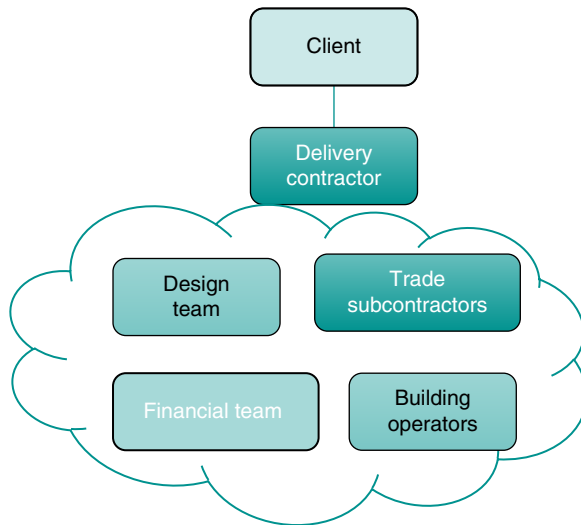 Client
Delivery
contractor
Design
team
Trade
subcontractors
Financial team
Building
operators